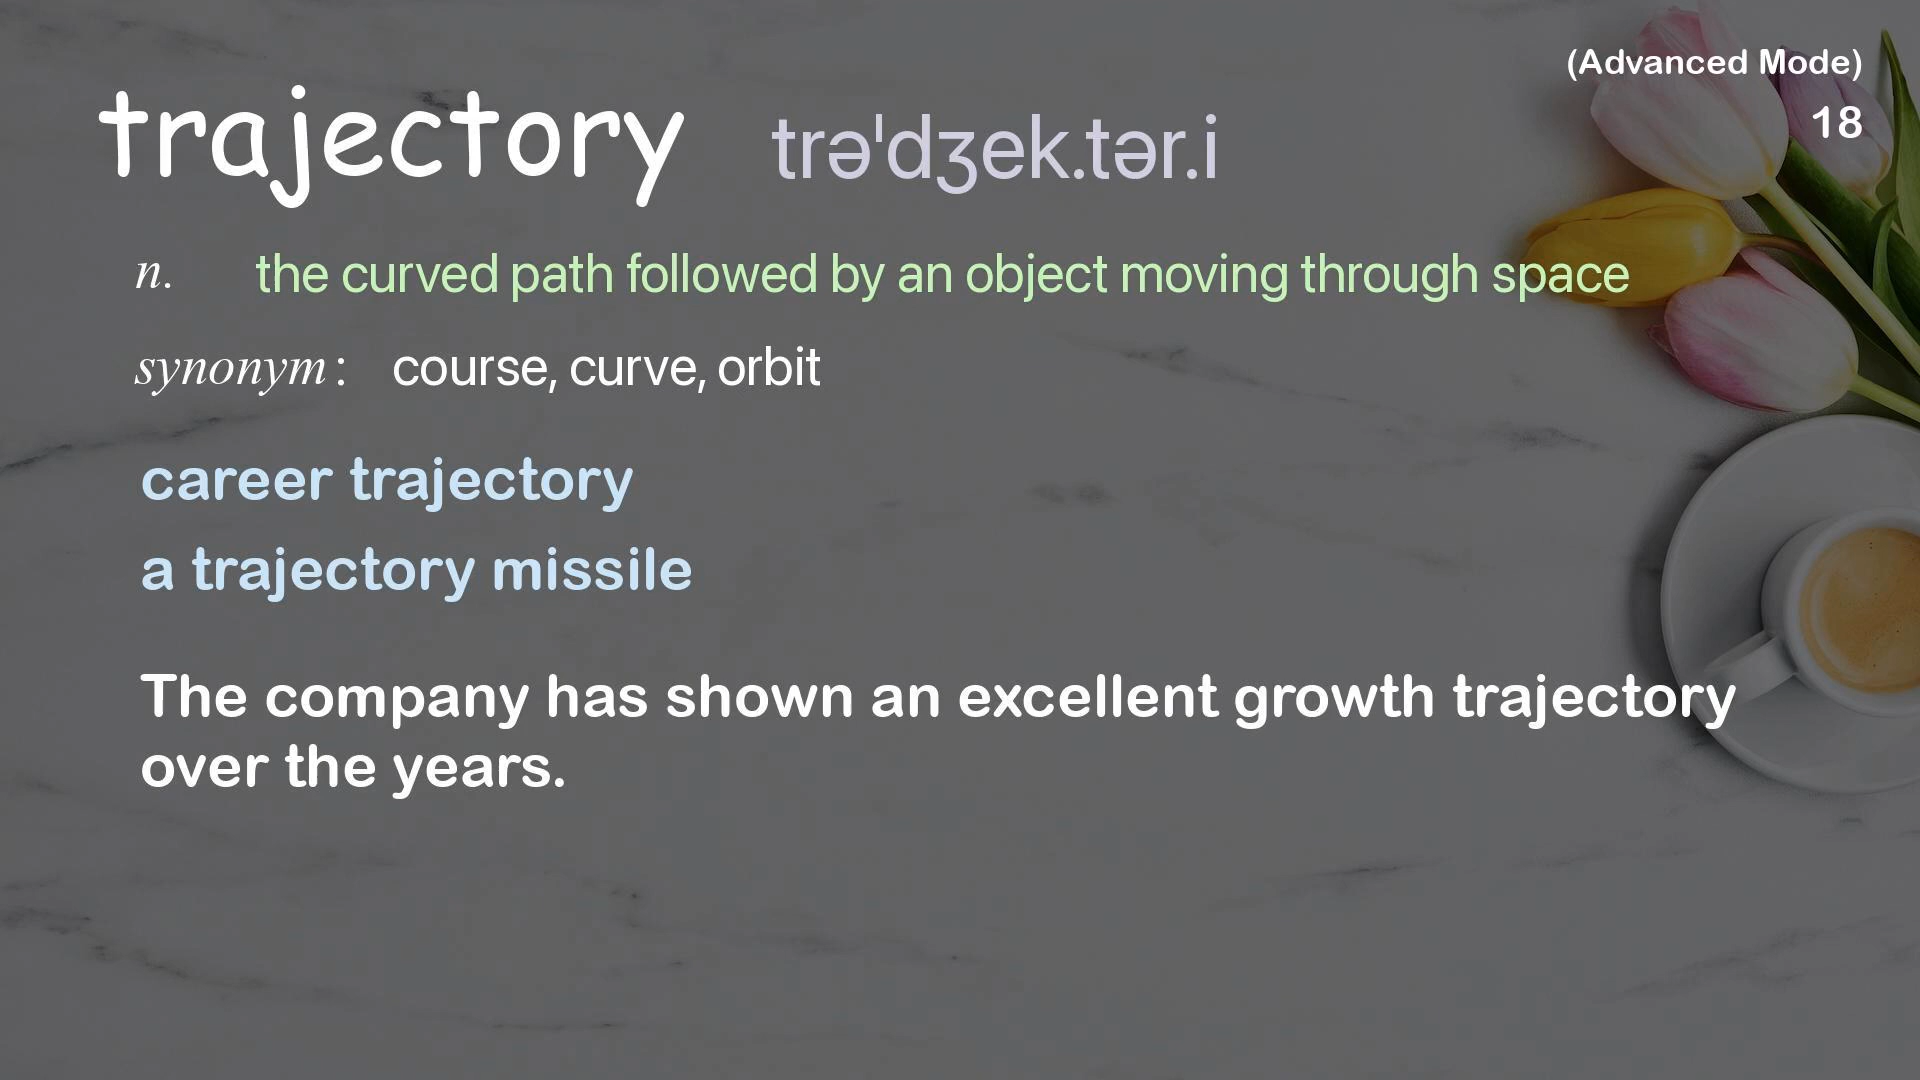 (Advanced Mode)
18
trajectory trəˈdʒek.tər.i
n. the curved path followed by an object moving through space
synonym: course, curve, orbit
career trajectory
a trajectory missile
The company has shown an excellent growth trajectory
over the years.